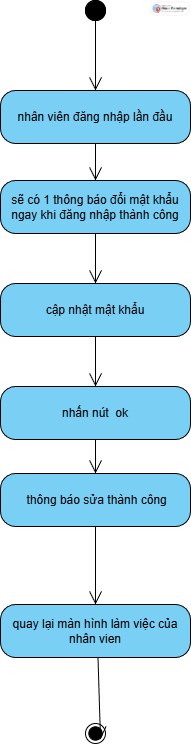 nhân viên đăng nhập lần đầu
sẽ có 1 thông báo đổi mật khẩu
ngay khi đăng nhập thành công
cập nhật mật khẩu
nhấn nút  ok
thông báo sửa thành công
quay lại màn hình làm việc của
nhân vien